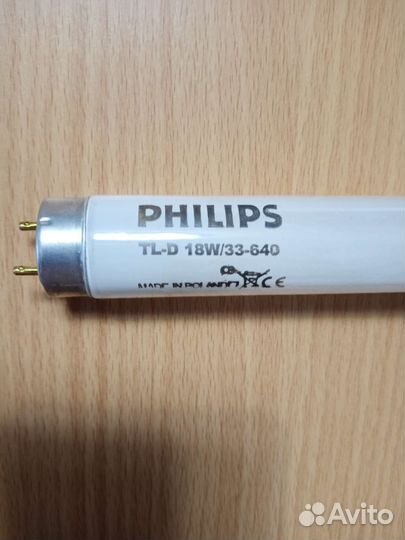 PHILIPS
TL-D 18W/33-640
MADE IN POLAND CE
Avito